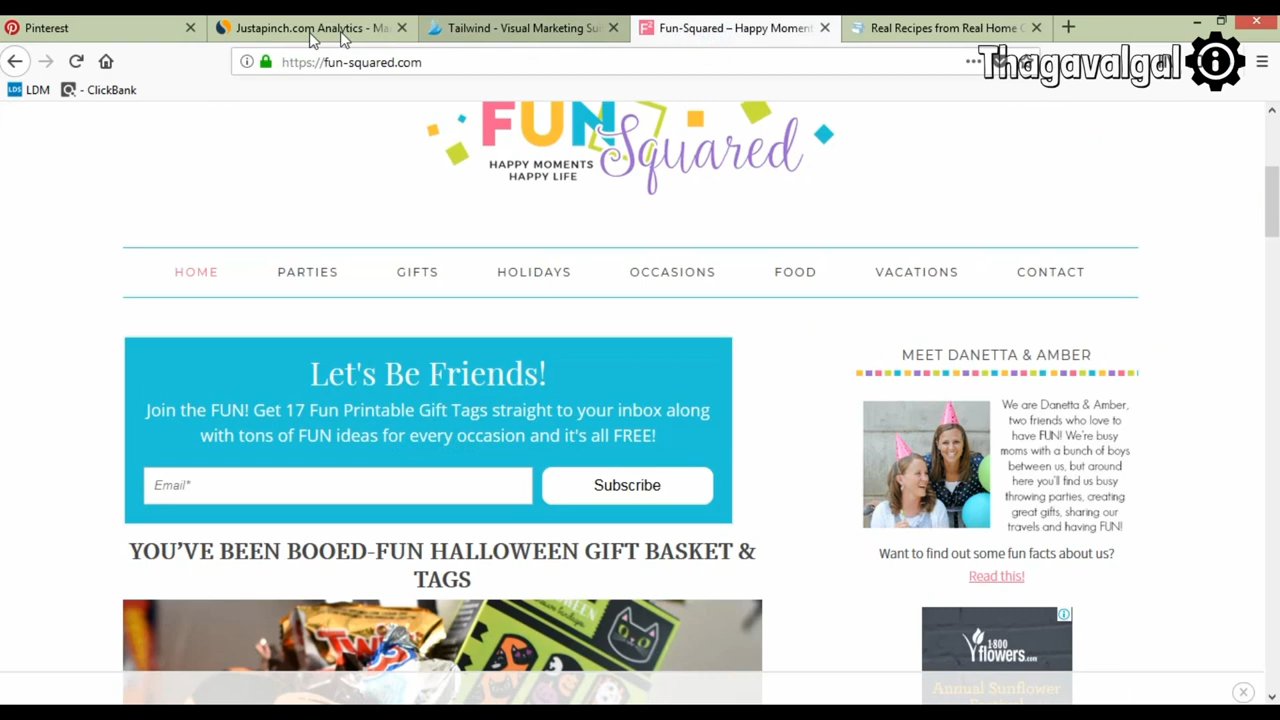 Pinterest
Justapinch.com Analytics - Ma
Tailwind - Visual Marketing Sui
Fun-Squared – Happy Moment
Real Recipes from Real Home
https://fun-squared.com
Thagavalgal
LDM
- ClickBank
FUN
Squared
HAPPY MOMENTS
HAPPY LIFE
HOME
PARTIES
GIFTS
HOLIDAYS
OCCASIONS
FOOD
VACATIONS
CONTACT
Let's Be Friends!
Join the FUN! Get 17 Fun Printable Gift Tags straight to your inbox along
with tons of FUN ideas for every occasion and it's all FREE!
Email*
Subscribe
YOU’VE BEEN BOOED-FUN HALLOWEEN GIFT BASKET &
TAGS
MEET DANETTA & AMBER
We are Danetta & Amber,
two friends who love to
have FUN! We're busy
moms with a bunch of boys
between us, but around
here you'll find us busy
throwing parties, creating
great gifts, sharing our
travels and having FUN!
Want to find out some fun facts about us?
Read this!
1·800
flowers.com
Annual Sunflower